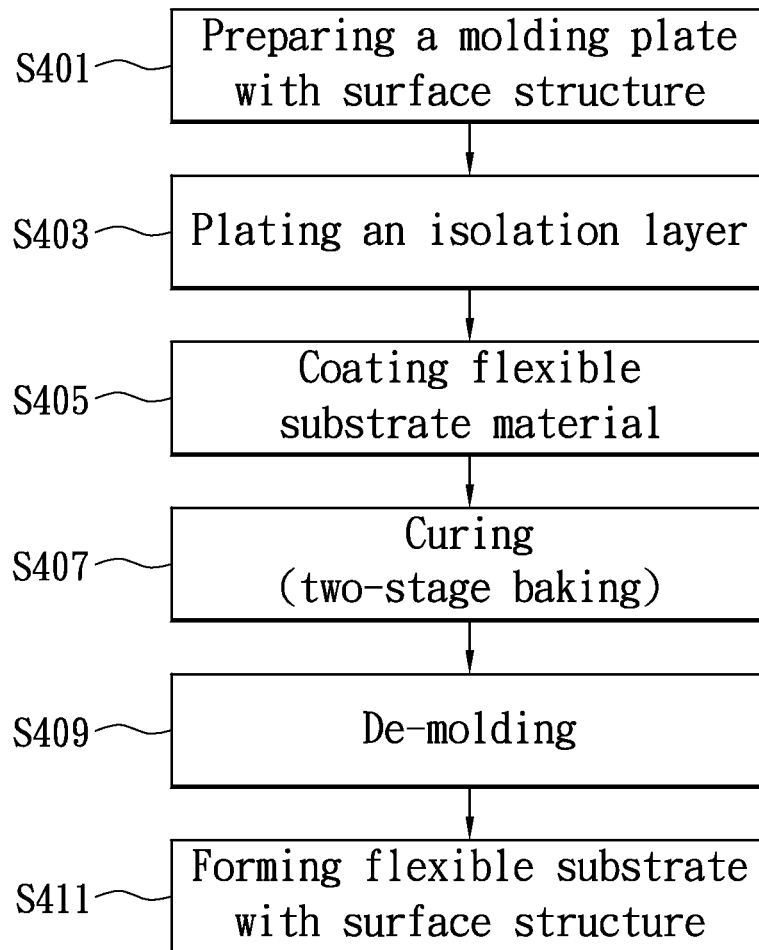 S401
Preparing a molding plate
with surface structure
S403
Plating an isolation layer
S405
Coating flexible
substrate material
S407
Curing
(two-stage baking)
S409
De-molding
S411
Forming flexible substrate
with surface structure